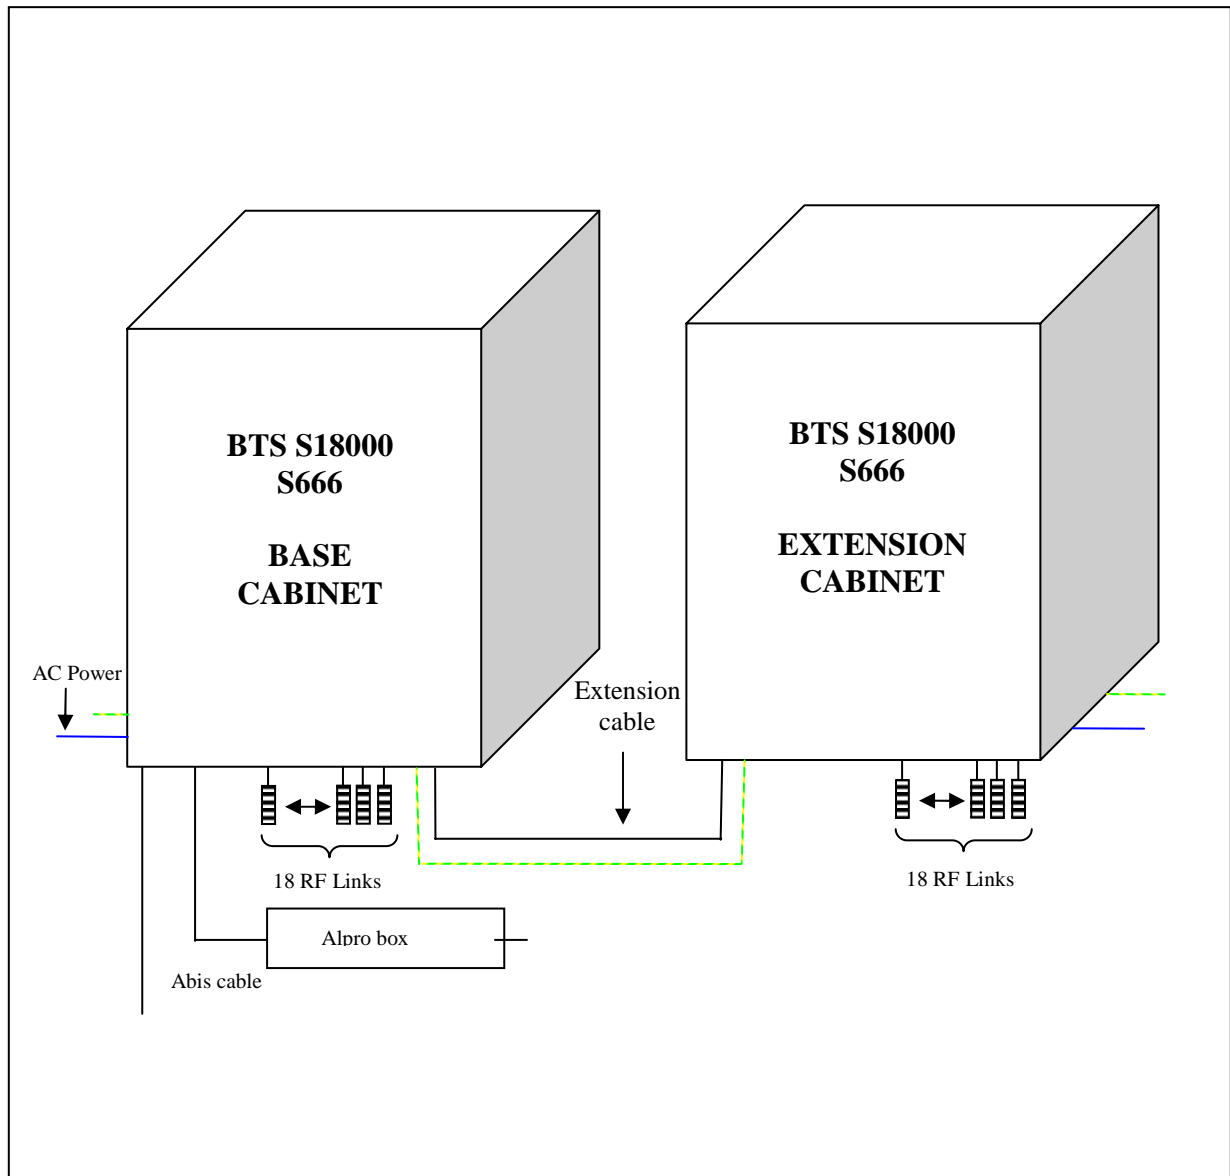 BTS S18000
S666
BASE
CABINET
BTS S18000
S666
EXTENSION
CABINET
AC Power
Extension
cable
18 RF Links
18 RF Links
Alpro box
Abis cable